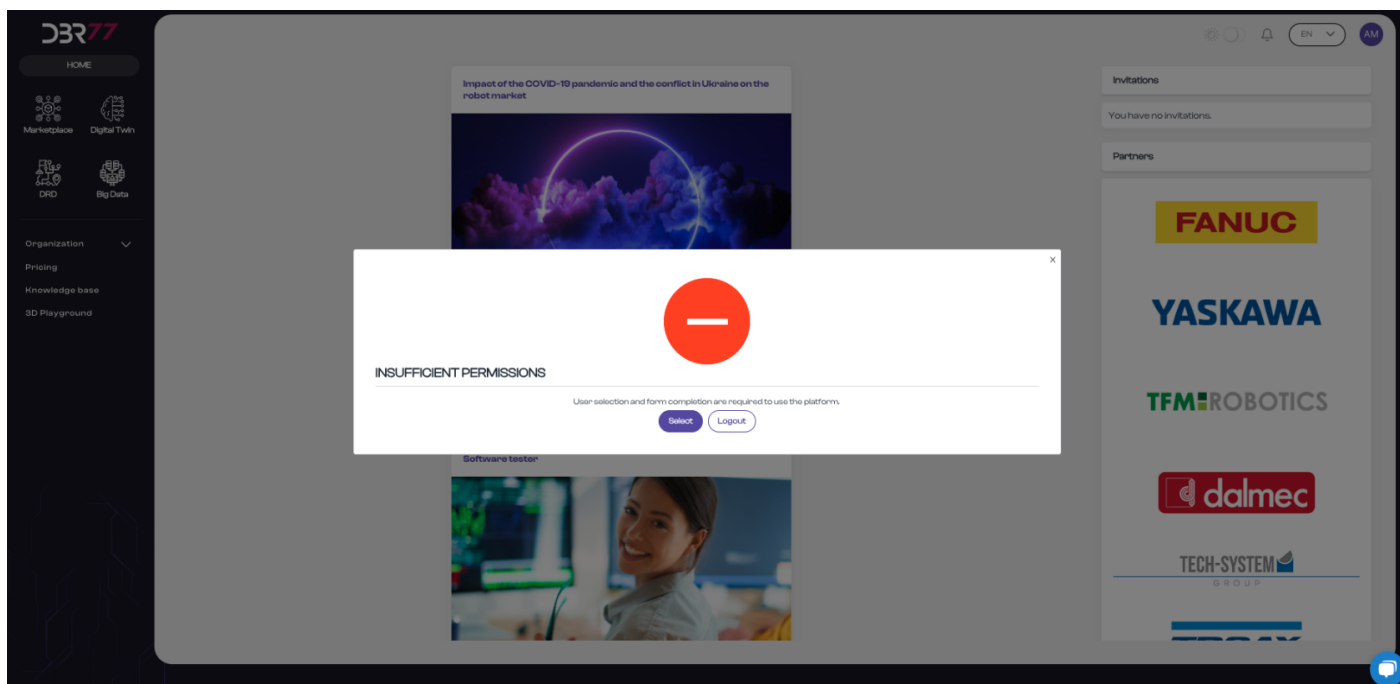 DBR77
HOME
Marketplace
Digital Twin
DRD
Big Data
Organization
Pricing
Knowledge base
3D Playground
EN
AM
Impact of the COVID-19 pandemic and the conflict in Ukraine on the
robot market
INSUFFICIENT PERMISSIONS
User selection and form completion are required to use the platform.
Select
Logout
Software tester
Invitations
You have no invitations.
Partners
FANUC
YASKAWA
TFM ROBOTICS
dalmec
TECH-SYSTEM
GROUP